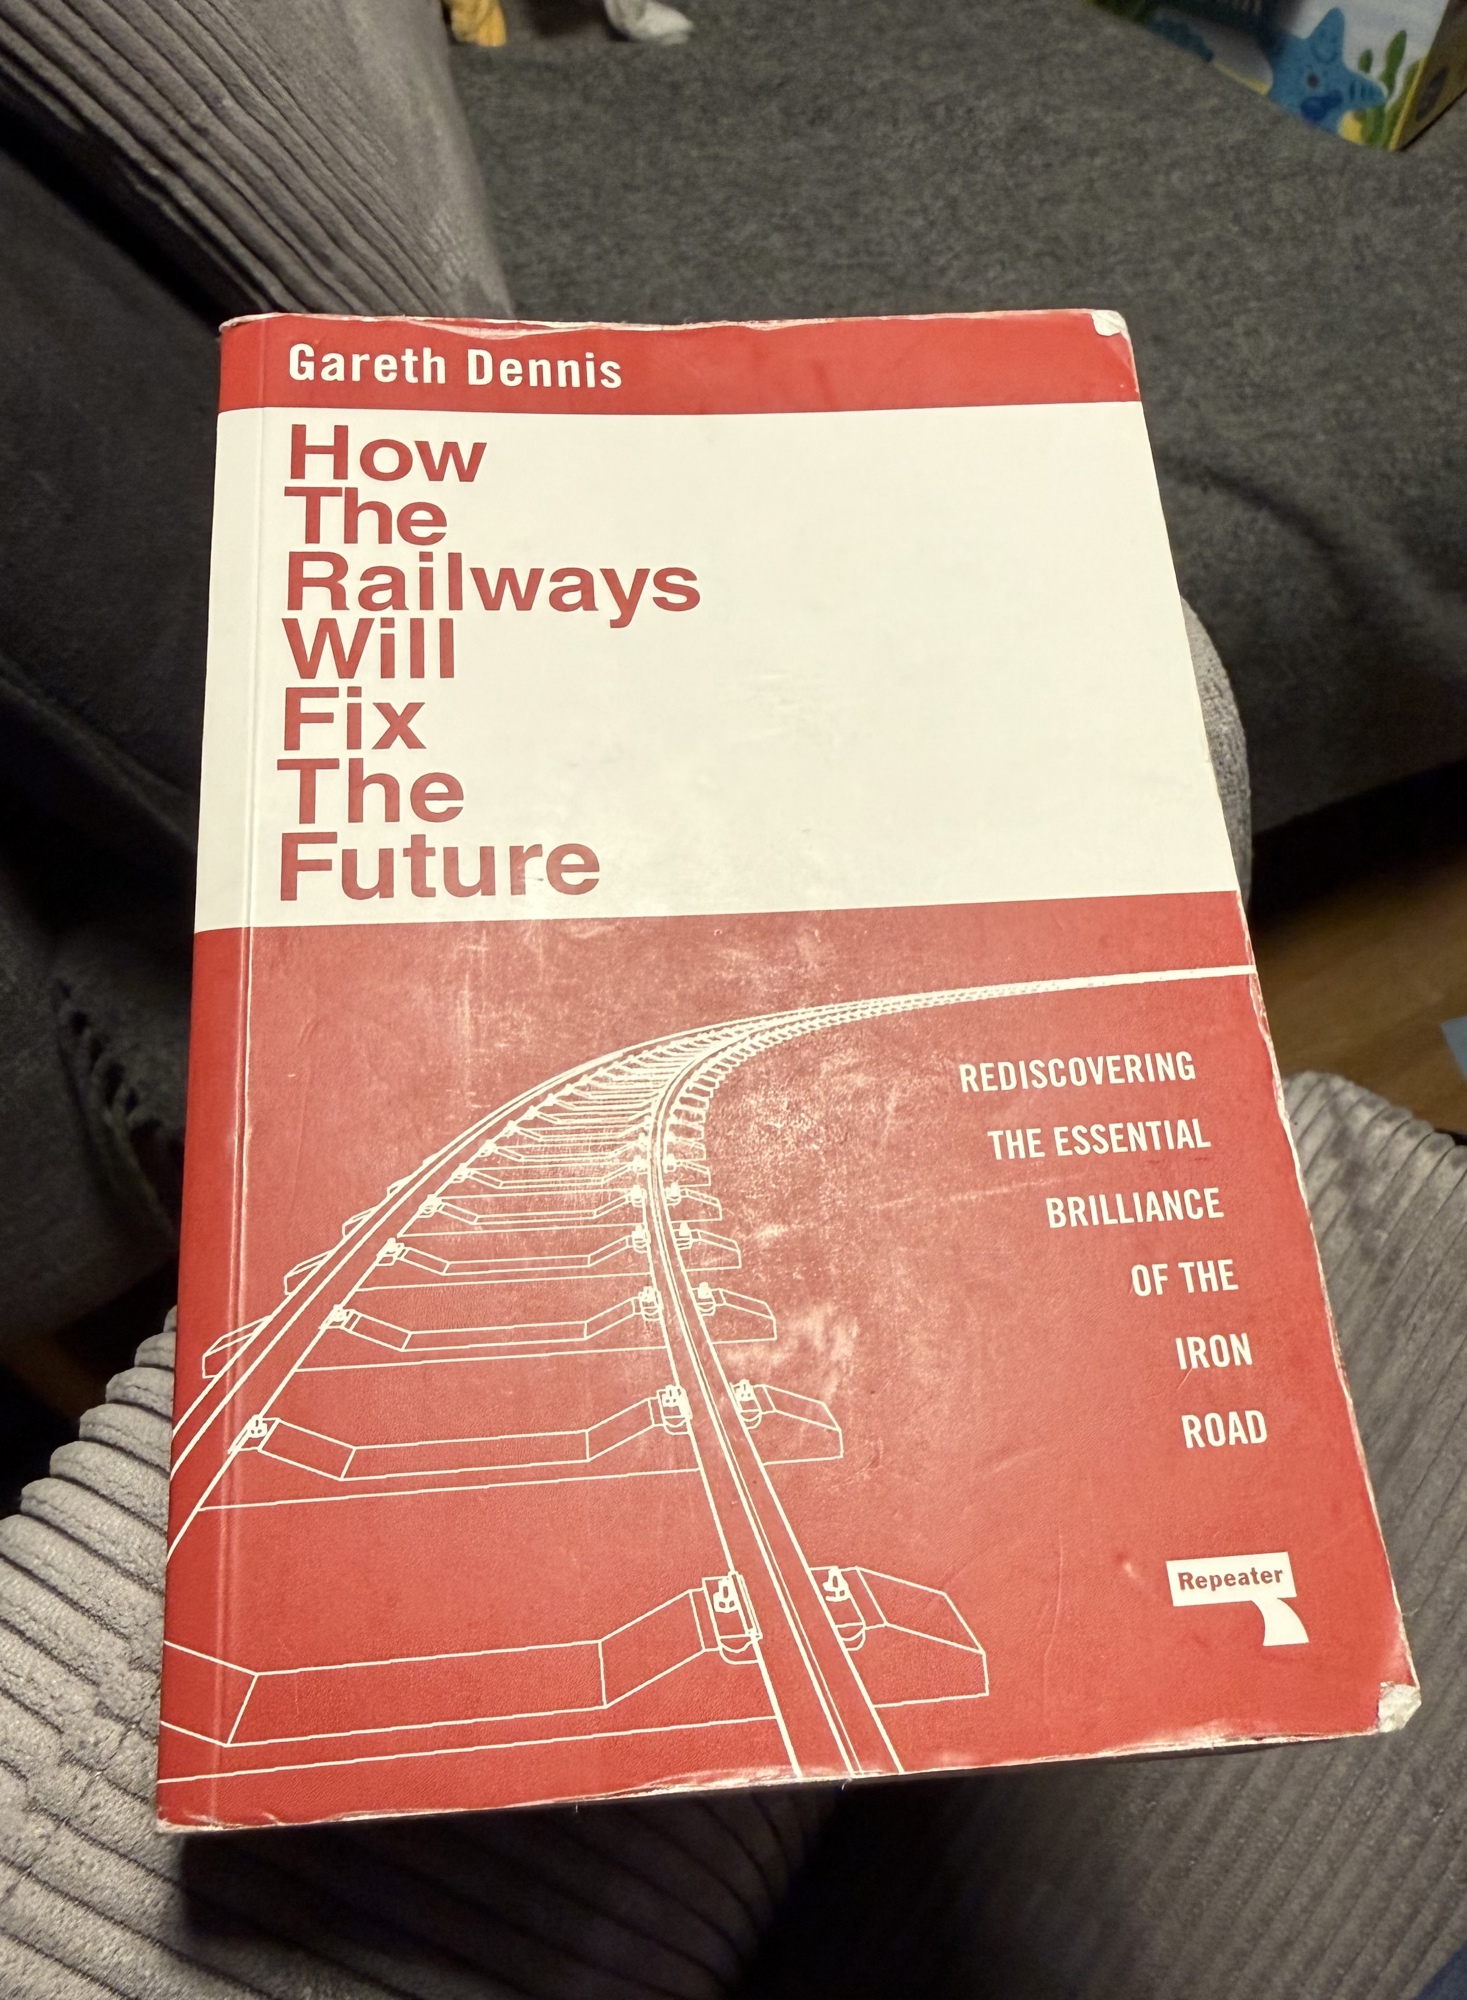 Gareth Dennis
How
The
Railways
Will
Fix
The
Future
REDISCOVERING
THE ESSENTIAL
BRILLIANCE
OF THE
IRON
ROAD
Repeater